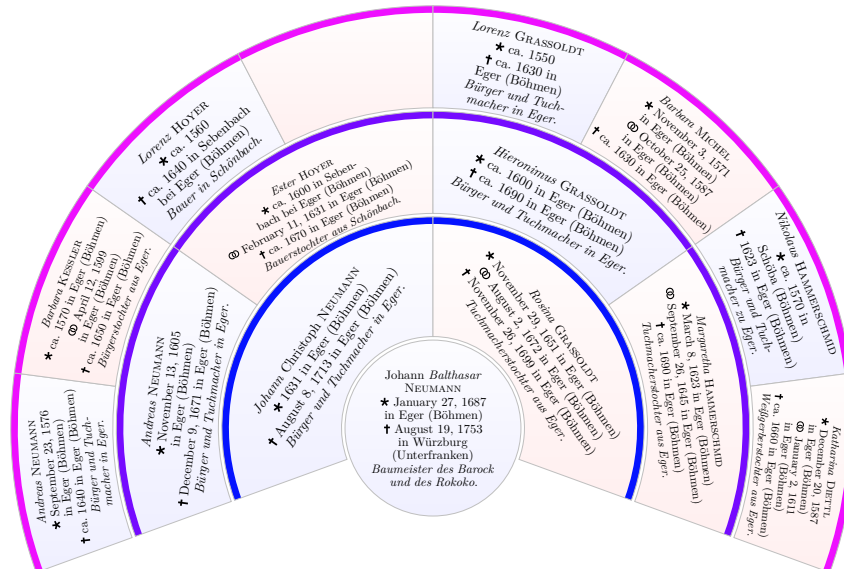 Lorenz GRASSOLDT
* ca. 1550
† ca. 1630 in
Eger (Böhmen)
Bürger und Tuch-
macher in Eger.
Lorenz HOYER
* ca. 1560
† ca. 1640 in Sebenbach
bei Eger (Böhmen)
Bauer in Schönbach.
Barbara MICHEL
* November 3, 1571
in Eger (Böhmen)
⚭ October 25, 1587
in Eger (Böhmen)
† ca. 1630 in Eger (Böhmen)
Barbara KESSLER
* ca. 1570 in Eger (Böhmen)
⚭ April 12, 1599
in Eger (Böhmen)
† ca. 1650 in Eger (Böhmen)
Bürgerstochter aus Eger.
Nikolaus HAMMERSCHMID
* ca. 1570 in
Schöba (Böhmen)
† 1623 in Eger (Böhmen)
Bürger und Tuch-
macher zu Eger.
Andreas NEUMANN
* September 23, 1576
in Eger (Böhmen)
† ca. 1640 in Eger (Böhmen)
Bürger und Tuch-
macher in Eger.
Katharina DIETTL
* December 20, 1587
in Eger (Böhmen)
⚭ January 2, 1611
in Eger (Böhmen)
† ca. 1660 in Eger (Böhmen)
Weißgerberstochter aus Eger.
Ester HOYER
* ca. 1600 in Seben-
bach bei Eger (Böhmen)
⚭ February 11, 1631 in Eger (Böhmen)
† ca. 1670 in Eger (Böhmen)
Bauerstochter aus Schönbach.
Hieronimus GRASSOLDT
* ca. 1600 in Eger (Böhmen)
† ca. 1690 in Eger (Böhmen)
Bürger und Tuchmacher in Eger.
Andreas NEUMANN
* November 13, 1605
in Eger (Böhmen)
† December 9, 1671 in Eger (Böhmen)
Bürger und Tuchmacher in Eger.
Margaretha HAMMERSCHMID
* March 8, 1623 in Eger (Böhmen)
⚭ September 26, 1645 in Eger (Böhmen)
† ca. 1690 in Eger (Böhmen)
Tuchmacherstochter aus Eger.
Johann Christoph NEUMANN
* 1631 in Eger (Böhmen)
† August 8, 1713 in Eger (Böhmen)
Bürger und Tuchmacher in Eger.
Rosina GRASSOLDT
* November 29, 1651 in Eger (Böhmen)
⚭ August 2, 1672 in Eger (Böhmen)
† November 26, 1699 in Eger (Böhmen)
Tuchmacherstochter aus Eger.
Johann Balthasar
NEUMANN
* January 27, 1687
in Eger (Böhmen)
† August 19, 1753
in Würzburg
(Unterfranken)
Baumeister des Barock
und des Rokoko.